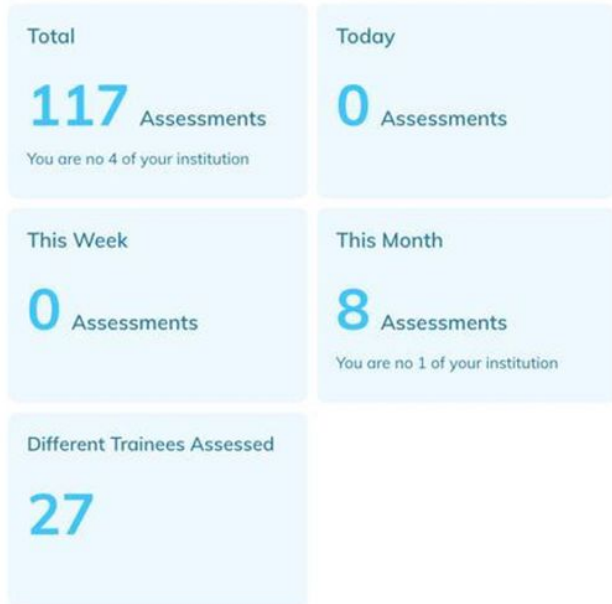 Total
117 Assessments
You are no 4 of your institution
Today
0 Assessments
This Week
0 Assessments
This Month
8 Assessments
You are no 1 of your institution
Different Trainees Assessed
27